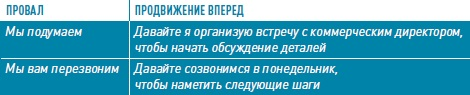 ПРОВАЛ ПРОДВИЖЕНИЕ ВПЕРЕД
Мы подумаем Давайте я организую встречу с коммерческим директором,
чтобы начать обсуждение деталей
Мы вам перезвоним Давайте созвонимся в понедельник,
чтобы наметить следующие шаги